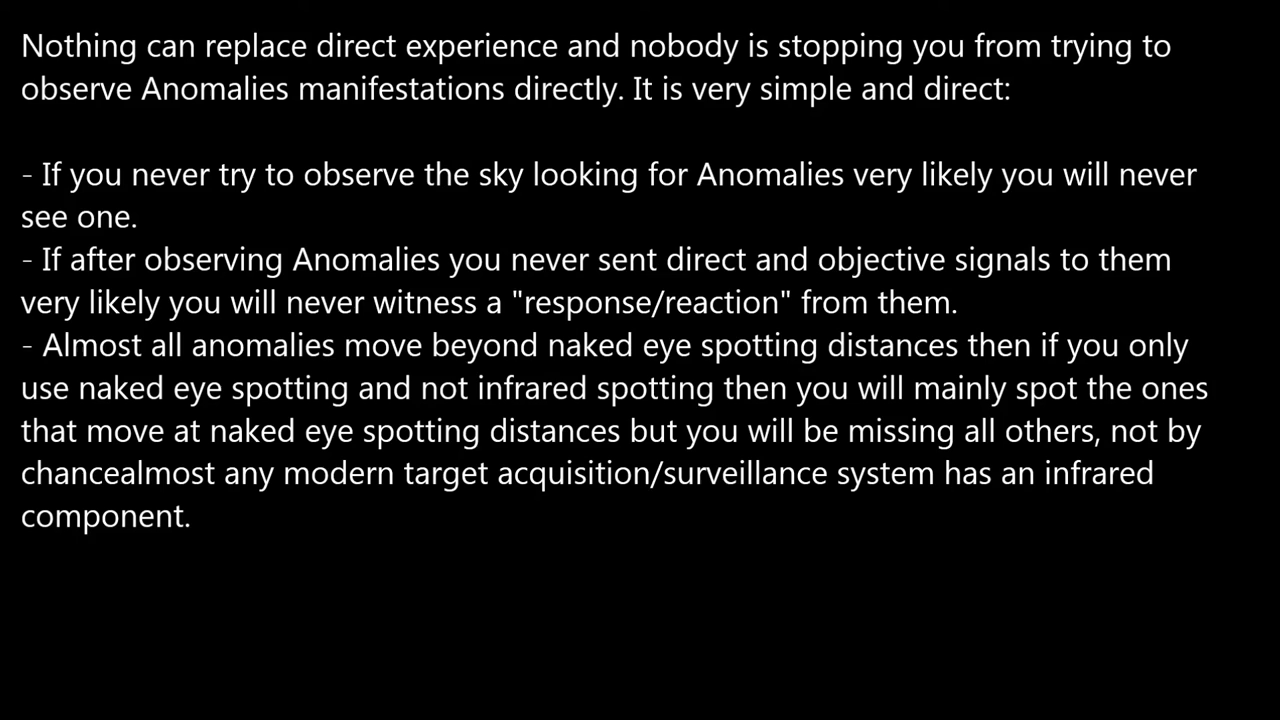 Nothing can replace direct experience and nobody is stopping you from trying to
observe Anomalies manifestations directly. It is very simple and direct:
- If you never try to observe the sky looking for Anomalies very likely you will never
see one.
- If after observing Anomalies you never sent direct and objective signals to them
very likely you will never witness a "response/reaction" from them.
- Almost all anomalies move beyond naked eye spotting distances then if you only
use naked eye spotting and not infrared spotting then you will mainly spot the ones
that move at naked eye spotting distances but you will be missing all others, not by
chancealmost any modern target acquisition/surveillance system has an infrared
component.